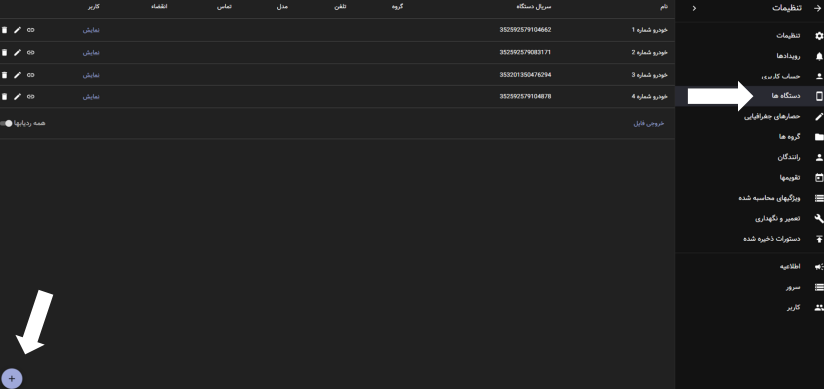 تنظیمات
تنظیمات
رویدادها
حساب کاربری
دستگاه ها
حصارهای جغرافیایی
گروه ها
رانندگان
تقویمها
ویژگیهای محاسبه شده
تعمیر و نگهداری
دستورات ذخیره شده
اطلاعیه
سرور
کاربر
نام سریال دستگاه گروه تلفن مدل تماس انقضاء کاربر
خودرو شماره 1 352592579104662 نمایش
خودرو شماره 2 352592579083171 نمایش
خودرو شماره 3 353201350476294 نمایش
خودرو شماره 4 352592579104878 نمایش
خروجی فایل همه ردیابها